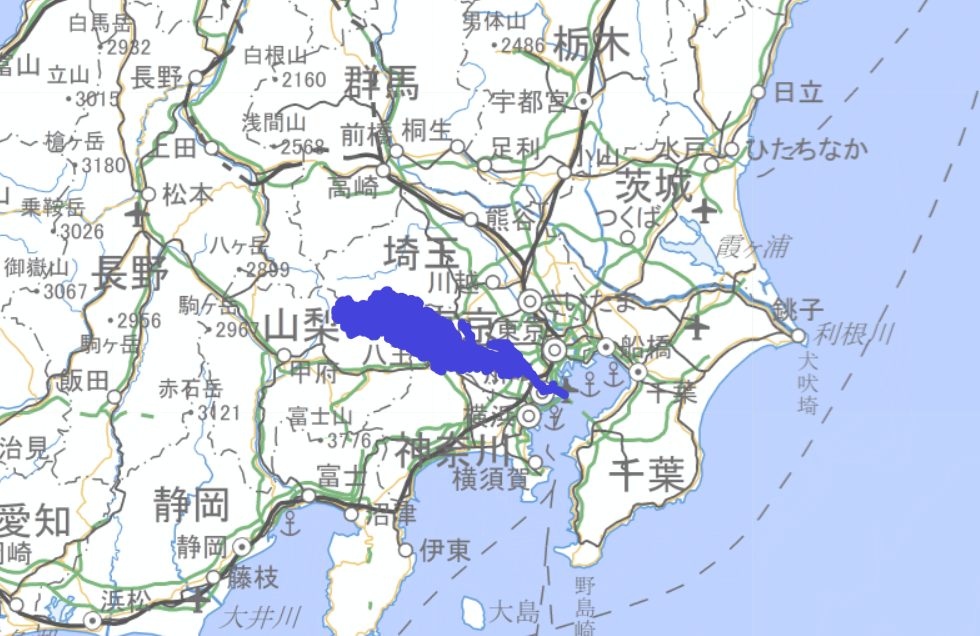 白馬岳
2932
男体山
2486
栃木
富山
立山
3015
長野
白根山
2160
群馬
宇都宮
日立
槍ヶ岳
3180
浅間山
2568
前橋
桐生
上田
足利
小山
水戸
ひたちなか
高崎
茨城
松本
乗鞍岳
3026
熊谷
つくば
八ヶ岳
2899
埼玉
霞ヶ浦
御嶽山
3067
長野
川越
さいたま
駒ヶ岳
2967
山梨
2956
駒ヶ岳
京
東京
船橋
銚子
利根川
犬吠埼
飯田
甲府
八王
千葉
赤石岳
3121
富士山
3776
横浜
神奈川
横須賀
千葉
富士
静岡
沼津
愛知
静岡
伊東
藤枝
浜松
大井川
大島
野島崎